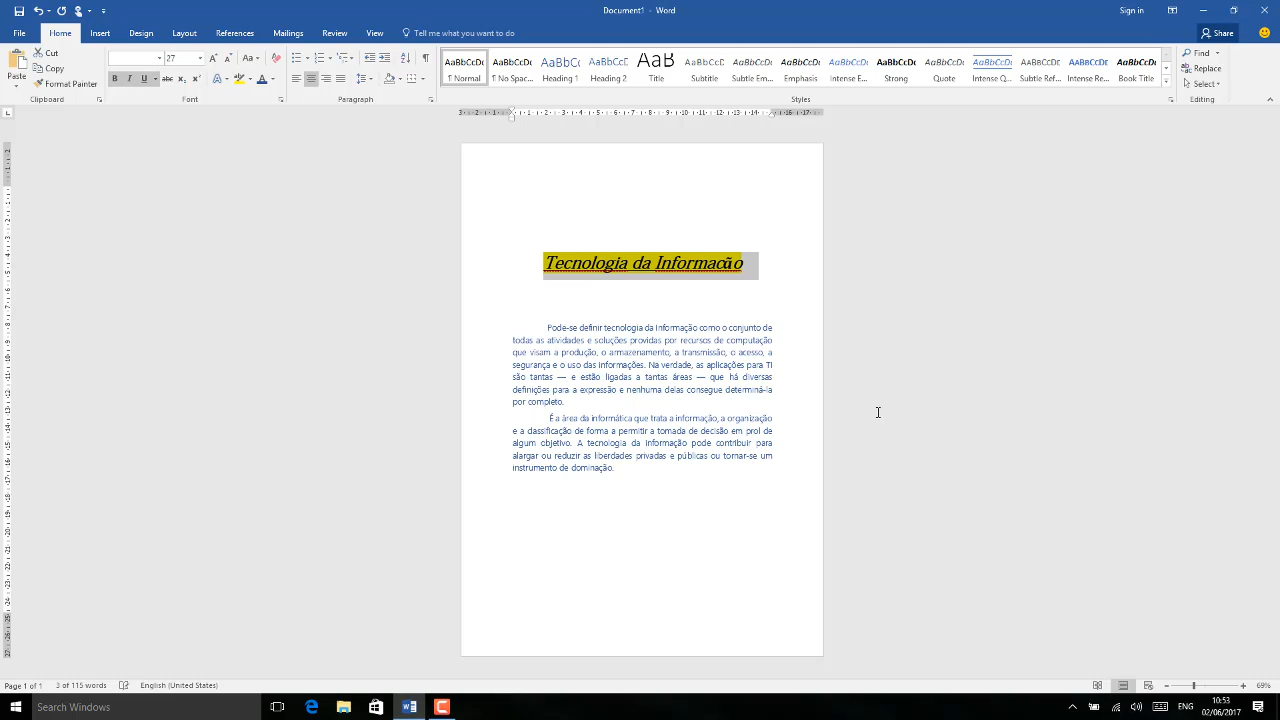 Document1 - Word
Sign in
File Home Insert Design Layout References Mailings Review View Tell me what you want to do Share
Paste
Cut
Copy
Format Painter
27
Clipboard Font Paragraph Styles Editing
AaBbCcDc AaBbCcDc AaBbCc AaBbCcC AaB AaBbCcD AaBbCcDc AaBbCcDc AaBbCcDc AaBbCcDc AaBbCcDc AaBbCcDc AaBbCcDc AaBbCcDc AaBbCcDc
¶ Normal ¶ No Spac... Heading 1 Heading 2 Title Subtitle Subtle Em... Emphasis Intense E... Strong Quote Intense Q... Subtle Ref... Intense Re... Book Title
Find
Replace
Select
Tecnologia da Informação
Pode-se definir tecnologia da Informação como o conjunto de
todas as atividades e soluções providas por recursos de computação
que visam a produção, o armazenamento, a transmissão, o acesso, a
segurança e o uso das informações. Na verdade, as aplicações para TI
são tantas — e estão ligadas a tantas áreas — que há diversas
definições para a expressão e nenhuma delas consegue determiná-la
por completo.
É a área da informática que trata a informação, a organização
e a classificação de forma a permitir a tomada de decisão em prol de
algum objetivo. A tecnologia da informação pode contribuir para
alargar ou reduzir as liberdades privadas e públicas ou tornar-se um
instrumento de dominação.
Page 1 of 1 3 of 115 words English (United States) 69%
Search Windows
ENG
10:53
02/06/2017